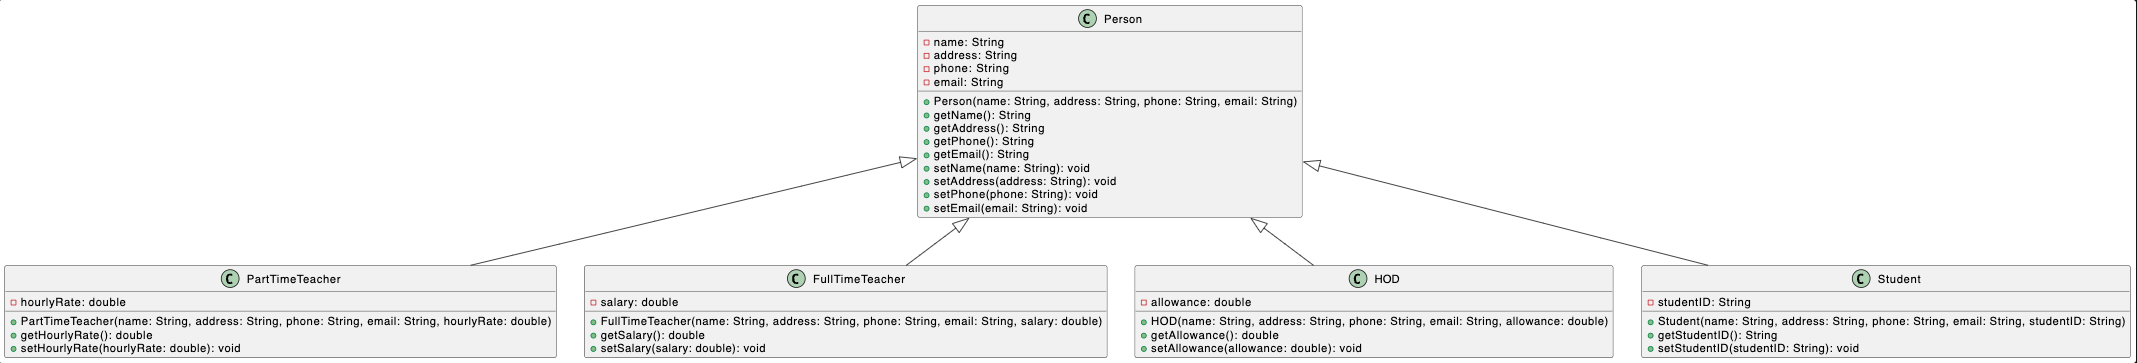 C Person
name: String
address: String
phone: String
email: String
Person(name: String, address: String, phone: String, email: String)
getName(): String
getAddress(): String
getPhone(): String
getEmail(): String
setName(name: String): void
setAddress(address: String): void
setPhone(phone: String): void
setEmail(email: String): void
C PartTimeTeacher
hourlyRate: double
PartTimeTeacher(name: String, address: String, phone: String, email: String, hourlyRate: double)
getHourlyRate(): double
setHourlyRate(hourlyRate: double): void
C FullTimeTeacher
salary: double
FullTimeTeacher(name: String, address: String, phone: String, email: String, salary: double)
getSalary(): double
setSalary(salary: double): void
C HOD
allowance: double
HOD(name: String, address: String, phone: String, email: String, allowance: double)
getAllowance(): double
setAllowance(allowance: double): void
C Student
studentID: String
Student(name: String, address: String, phone: String, email: String, studentID: String)
getStudentID(): String
setStudentID(studentID: String): void